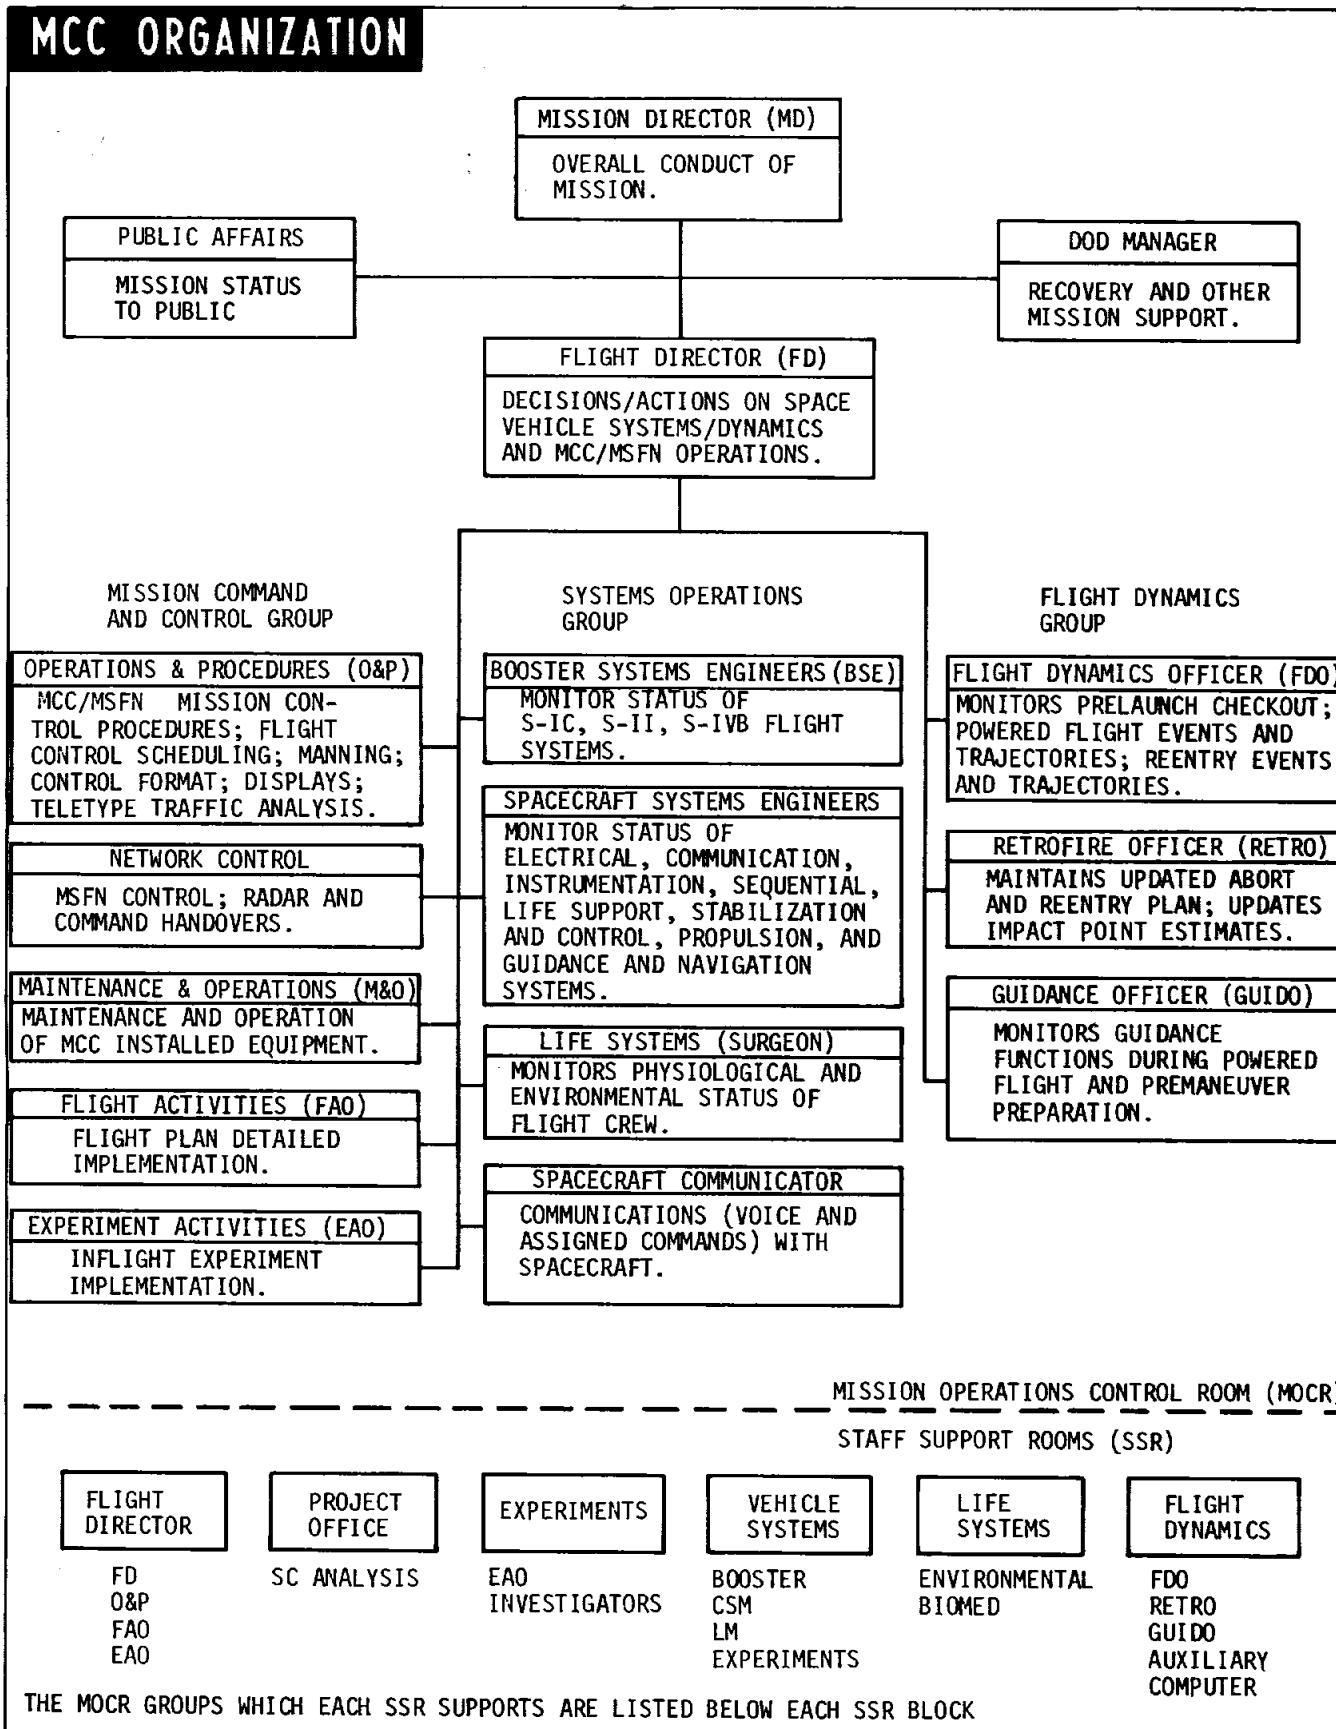 MCC ORGANIZATION
MISSION DIRECTOR (MD)
OVERALL CONDUCT OF
MISSION.
PUBLIC AFFAIRS
MISSION STATUS
TO PUBLIC
DOD MANAGER
RECOVERY AND OTHER
MISSION SUPPORT.
FLIGHT DIRECTOR (FD)
DECISIONS/ACTIONS ON SPACE
VEHICLE SYSTEMS/DYNAMICS
AND MCC/MSFN OPERATIONS.
MISSION COMMAND
AND CONTROL GROUP
OPERATIONS & PROCEDURES (O&P)
MCC/MSFN MISSION CON-
TROL PROCEDURES; FLIGHT
CONTROL SCHEDULING; MANNING;
CONTROL FORMAT; DISPLAYS;
TELETYPE TRAFFIC ANALYSIS.
NETWORK CONTROL
MSFN CONTROL; RADAR AND
COMMAND HANDOVERS.
MAINTENANCE & OPERATIONS (M&O)
MAINTENANCE AND OPERATION
OF MCC INSTALLED EQUIPMENT.
FLIGHT ACTIVITIES (FAO)
FLIGHT PLAN DETAILED
IMPLEMENTATION.
EXPERIMENT ACTIVITIES (EAO)
INFLIGHT EXPERIMENT
IMPLEMENTATION.
SYSTEMS OPERATIONS
GROUP
BOOSTER SYSTEMS ENGINEERS (BSE)
MONITOR STATUS OF
S-IC, S-II, S-IVB FLIGHT
SYSTEMS.
SPACECRAFT SYSTEMS ENGINEERS
MONITOR STATUS OF
ELECTRICAL, COMMUNICATION,
INSTRUMENTATION, SEQUENTIAL,
LIFE SUPPORT, STABILIZATION
AND CONTROL, PROPULSION, AND
GUIDANCE AND NAVIGATION
SYSTEMS.
LIFE SYSTEMS (SURGEON)
MONITORS PHYSIOLOGICAL AND
ENVIRONMENTAL STATUS OF
FLIGHT CREW.
SPACECRAFT COMMUNICATOR
COMMUNICATIONS (VOICE AND
ASSIGNED COMMANDS) WITH
SPACECRAFT.
FLIGHT DYNAMICS
GROUP
FLIGHT DYNAMICS OFFICER (FDO)
MONITORS PRELAUNCH CHECKOUT;
POWERED FLIGHT EVENTS AND
TRAJECTORIES; REENTRY EVENTS
AND TRAJECTORIES.
RETROFIRE OFFICER (RETRO)
MAINTAINS UPDATED ABORT
AND REENTRY PLAN; UPDATES
IMPACT POINT ESTIMATES.
GUIDANCE OFFICER (GUIDO)
MONITORS GUIDANCE
FUNCTIONS DURING POWERED
FLIGHT AND PREMANEUVER
PREPARATION.
MISSION OPERATIONS CONTROL ROOM (MOCR)
STAFF SUPPORT ROOMS (SSR)
FLIGHT
DIRECTOR
FD
O&P
FAO
EAO
PROJECT
OFFICE
SC ANALYSIS
EXPERIMENTS
EAO
INVESTIGATORS
VEHICLE
SYSTEMS
BOOSTER
CSM
LM
EXPERIMENTS
LIFE
SYSTEMS
ENVIRONMENTAL
BIOMED
FLIGHT
DYNAMICS
FDO
RETRO
GUIDO
AUXILIARY
COMPUTER
THE MOCR GROUPS WHICH EACH SSR SUPPORTS ARE LISTED BELOW EACH SSR BLOCK